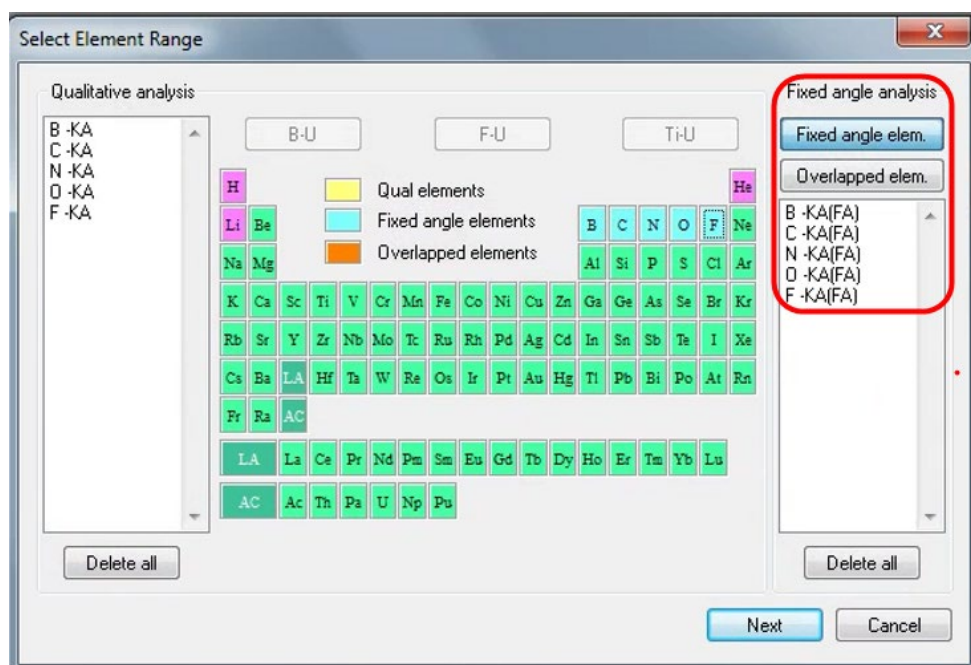 Select Element Range
X
Qualitative analysis
B -KA
C -KA
N -KA
O -KA
F -KA
B-U F-U Ti-U
Qual elements
Fixed angle elements
Overlapped elements
H He
Li Be B C N O F Ne
Na Mg Al Si P S Cl Ar
K Ca Sc Ti V Cr Mn Fe Co Ni Cu Zn Ga Ge As Se Br Kr
Rb Sr Y Zr Nb Mo Tc Ru Rh Pd Ag Cd In Sn Sb Te I Xe
Cs Ba LA Hf Ta W Re Os Ir Pt Au Hg Tl Pb Bi Po At Rn
Fr Ra AC
LA La Ce Pr Nd Pm Sm Eu Gd Tb Dy Ho Er Tm Yb Lu
AC Ac Th Pa U Np Pu
Delete all
Fixed angle analysis
Fixed angle elem.
Overlapped elem.
B -KA(FA)
C -KA(FA)
N -KA(FA)
O -KA(FA)
F -KA(FA)
Delete all
Next Cancel